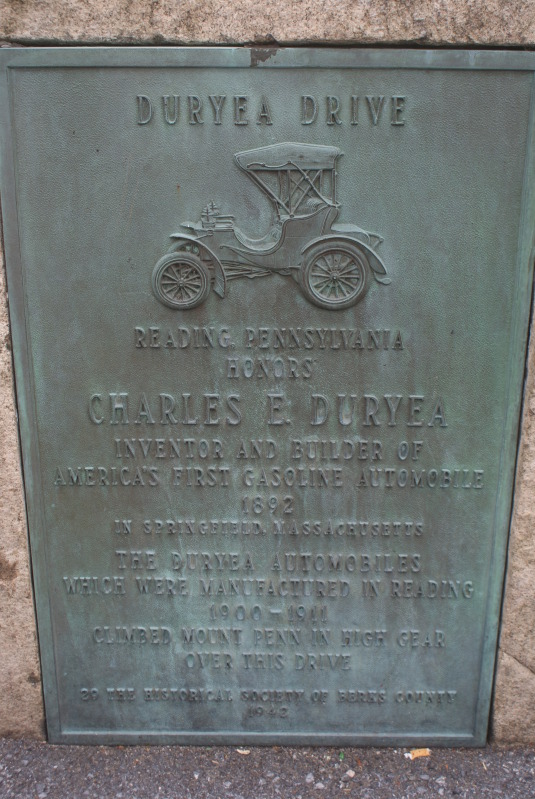 DURYEA DRIVE
READING, PENNSYLVANIA
HONORS
CHARLES E. DURYEA
INVENTOR AND BUILDER OF
AMERICA'S FIRST GASOLINE AUTOMOBILE
1892
IN SPRINGFIELD, MASSACHUSETTS
THE DURYEA AUTOMOBILES
WHICH WERE MANUFACTURED IN READING
1900-1911
CLIMBED MOUNT PENN IN HIGH GEAR
OVER THIS DRIVE
29 THE HISTORICAL SOCIETY OF BERKS COUNTY
1942